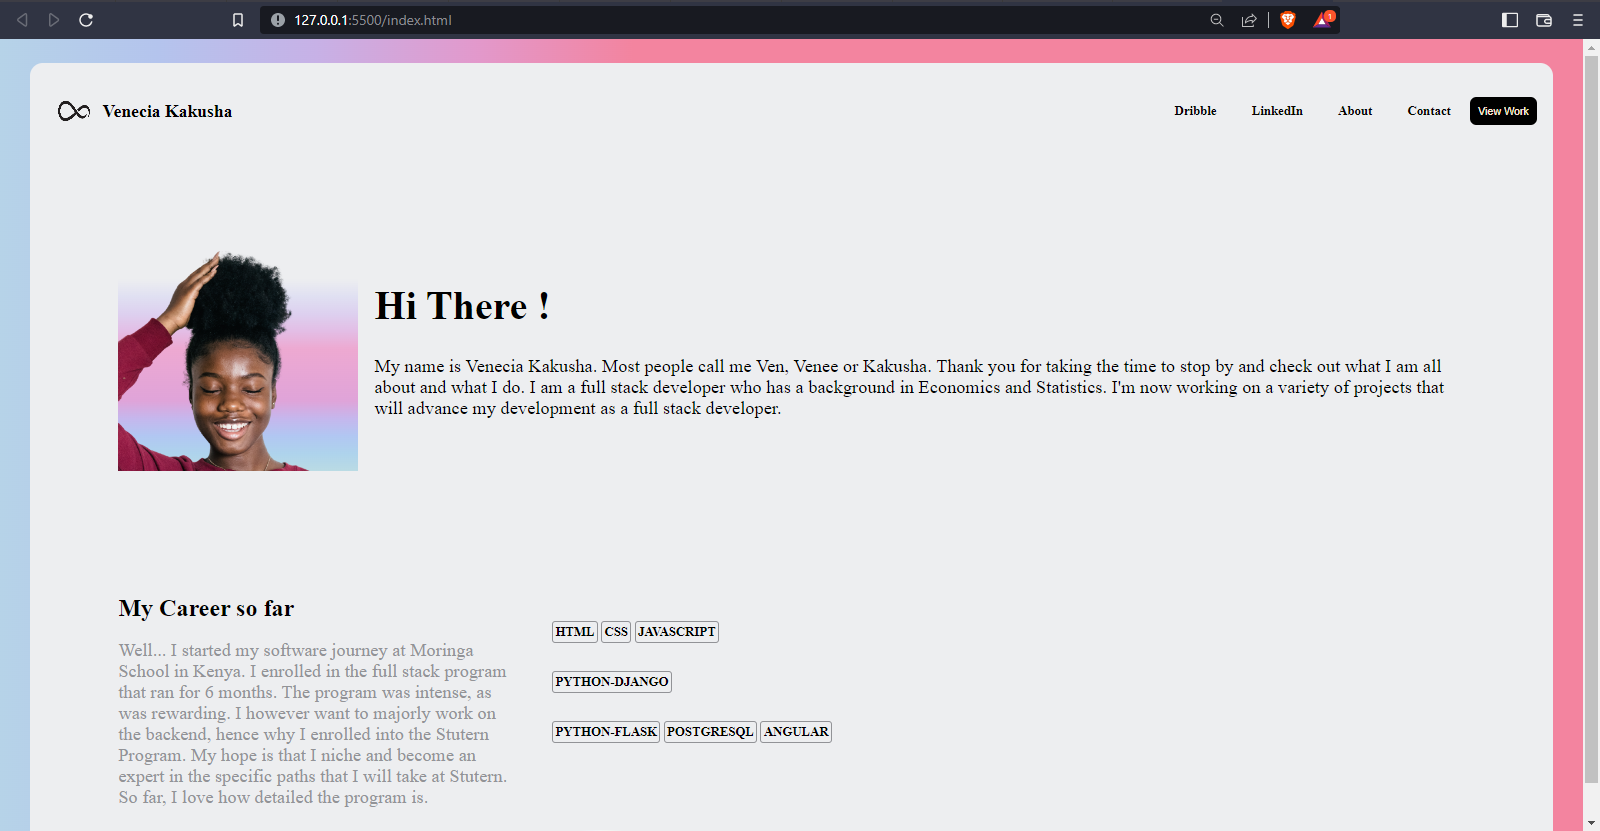 127.0.0.1:5500/index.html
1
Venecia Kakusha
Dribble LinkedIn About Contact View Work
Hi There !
My name is Venecia Kakusha. Most people call me Ven, Venee or Kakusha. Thank you for taking the time to stop by and check out what I am all
about and what I do. I am a full stack developer who has a background in Economics and Statistics. I'm now working on a variety of projects that
will advance my development as a full stack developer.
My Career so far
Well... I started my software journey at Moringa
School in Kenya. I enrolled in the full stack program
that ran for 6 months. The program was intense, as
was rewarding. I however want to majorly work on
the backend, hence why I enrolled into the Stutern
Program. My hope is that I niche and become an
expert in the specific paths that I will take at Stutern.
So far, I love how detailed the program is.
HTML CSS JAVASCRIPT
PYTHON-DJANGO
PYTHON-FLASK POSTGRESQL ANGULAR